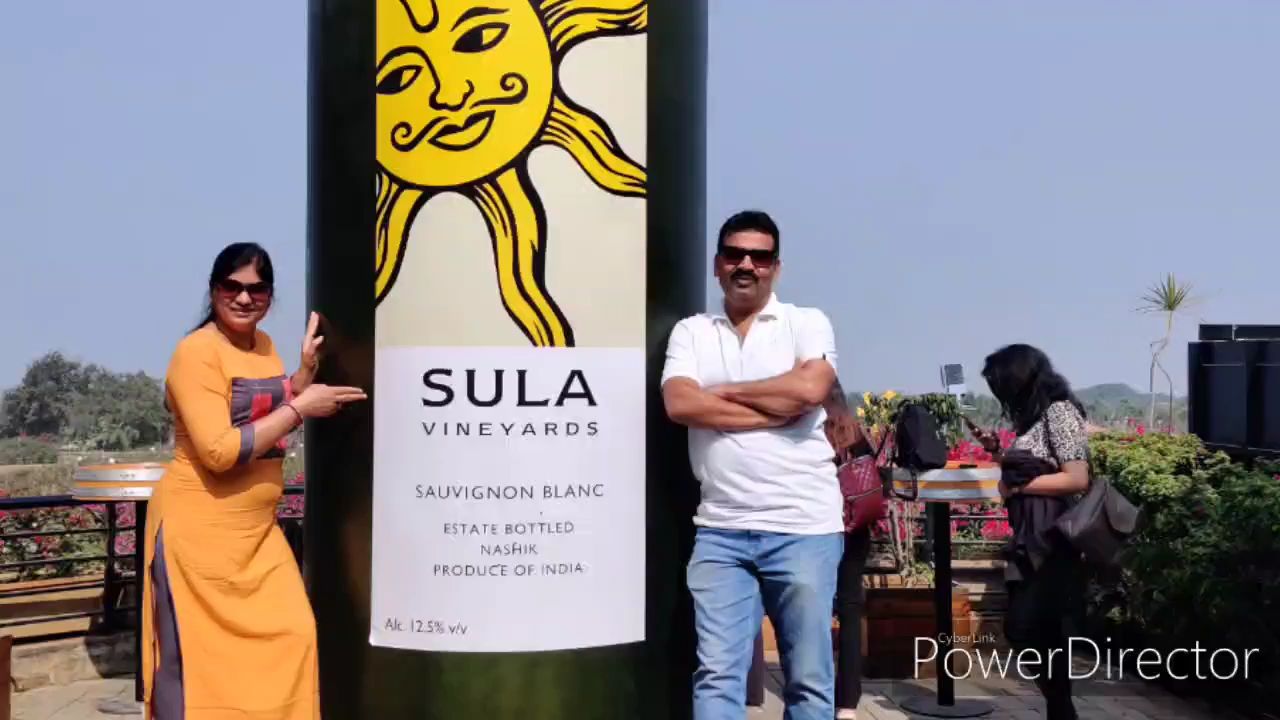 SULA
VINEYARDS
SAUVIGNON BLANC
ESTATE BOTTLED
NASHIK
PRODUCE OF INDIA
Alc. 12.5% v/v
CyberLink
PowerDirector